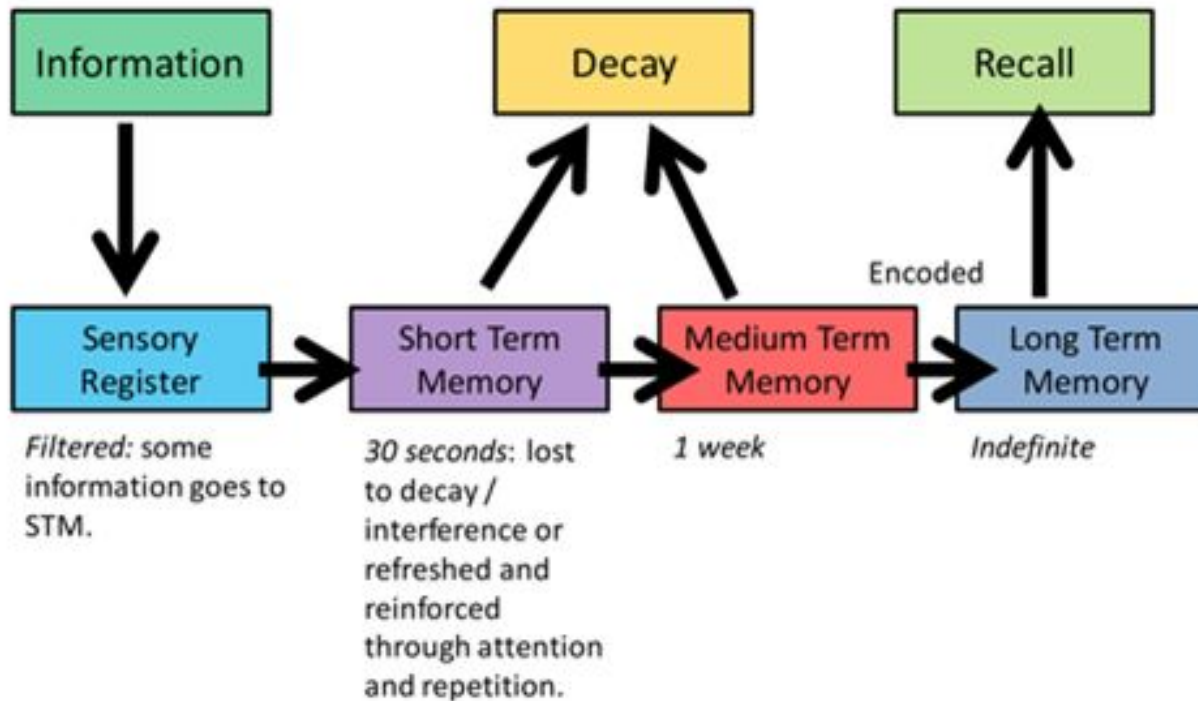 Information
Decay
Recall
Encoded
Sensory
Register
Short Term
Memory
Medium Term
Memory
Long Term
Memory
Filtered: some
information goes to
STM.
30 seconds: lost
to decay /
interference or
refreshed and
reinforced
through attention
and repetition.
1 week
Indefinite